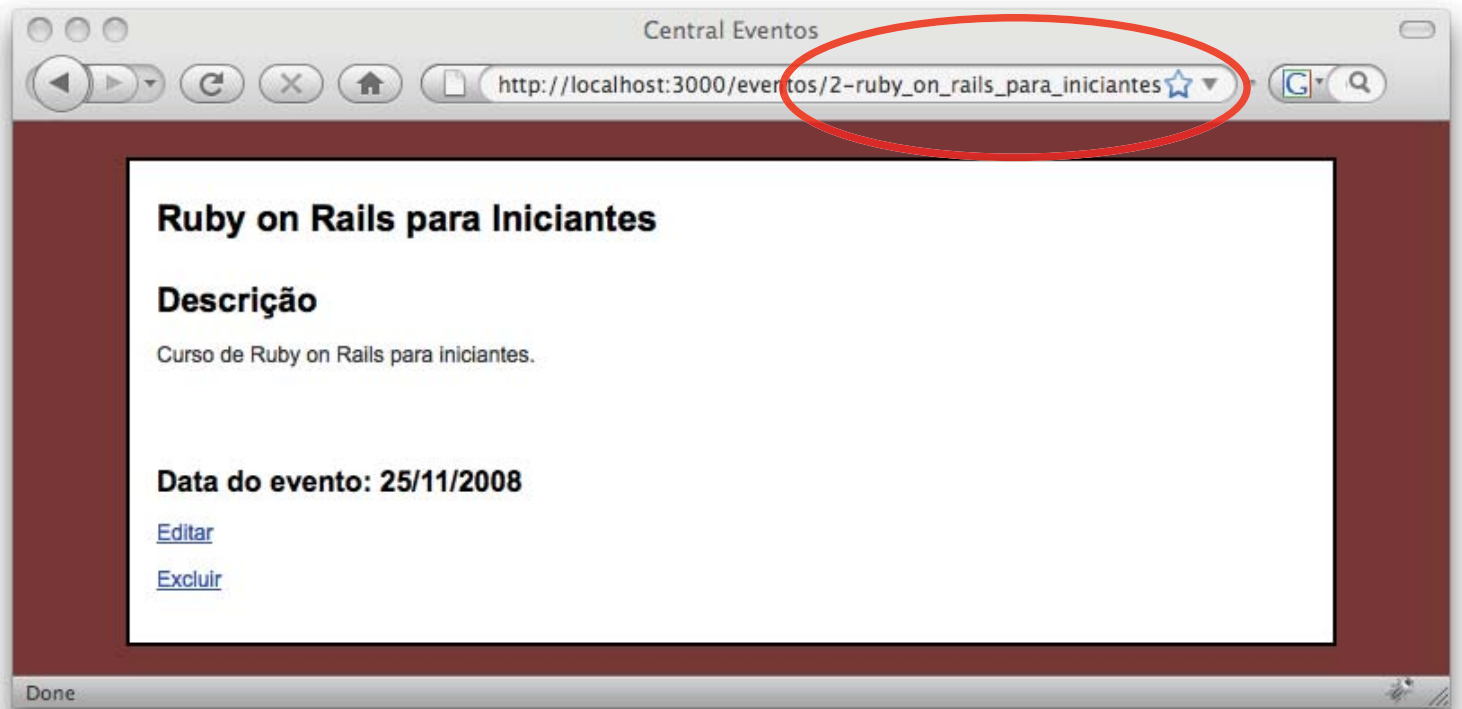 Central Eventos
http://localhost:3000/eventos/2-ruby_on_rails_para_iniciantes
G
Ruby on Rails para Iniciantes
Descrição
Curso de Ruby on Rails para iniciantes.
Data do evento: 25/11/2008
Editar
Excluir
Done